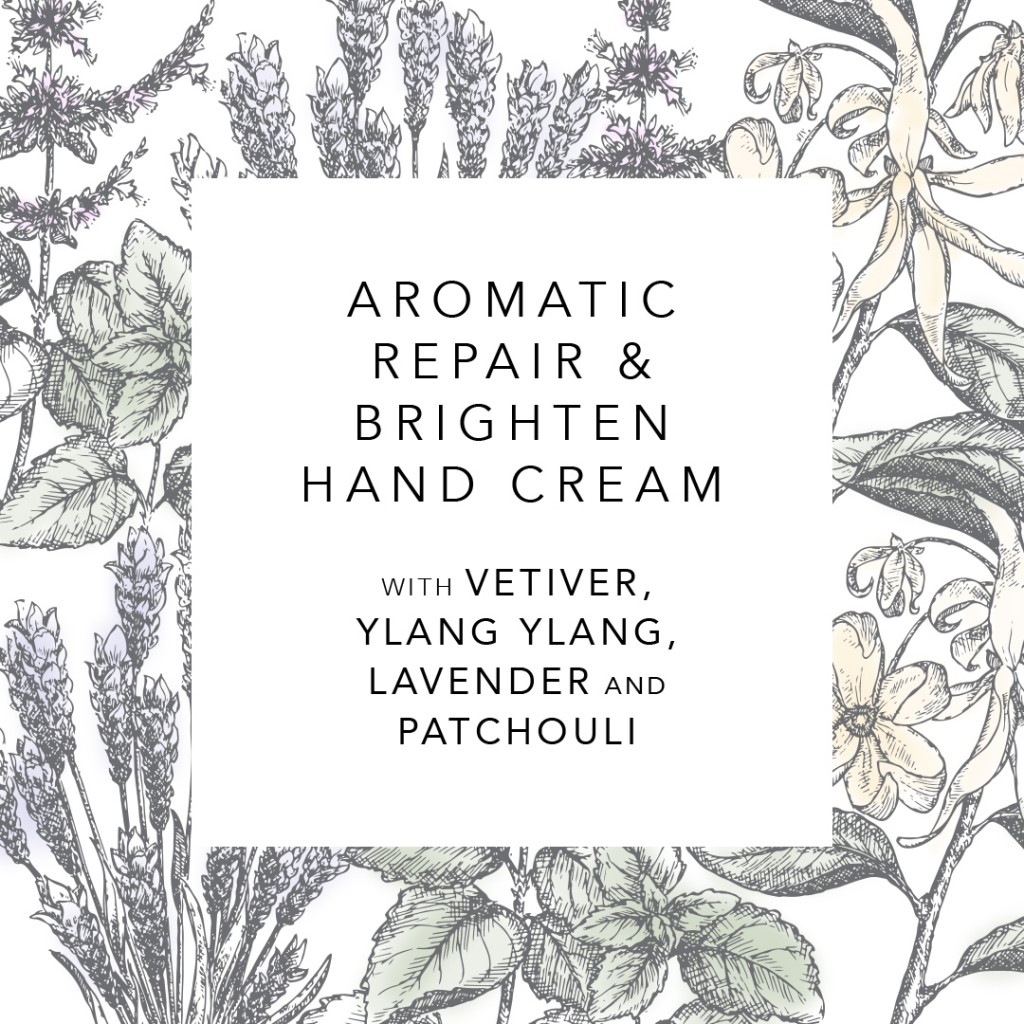 AROMATIC
REPAIR &
BRIGHTEN
HAND CREAM
WITH VETIVER,
YLANG YLANG,
LAVENDER AND
PATCHOULI